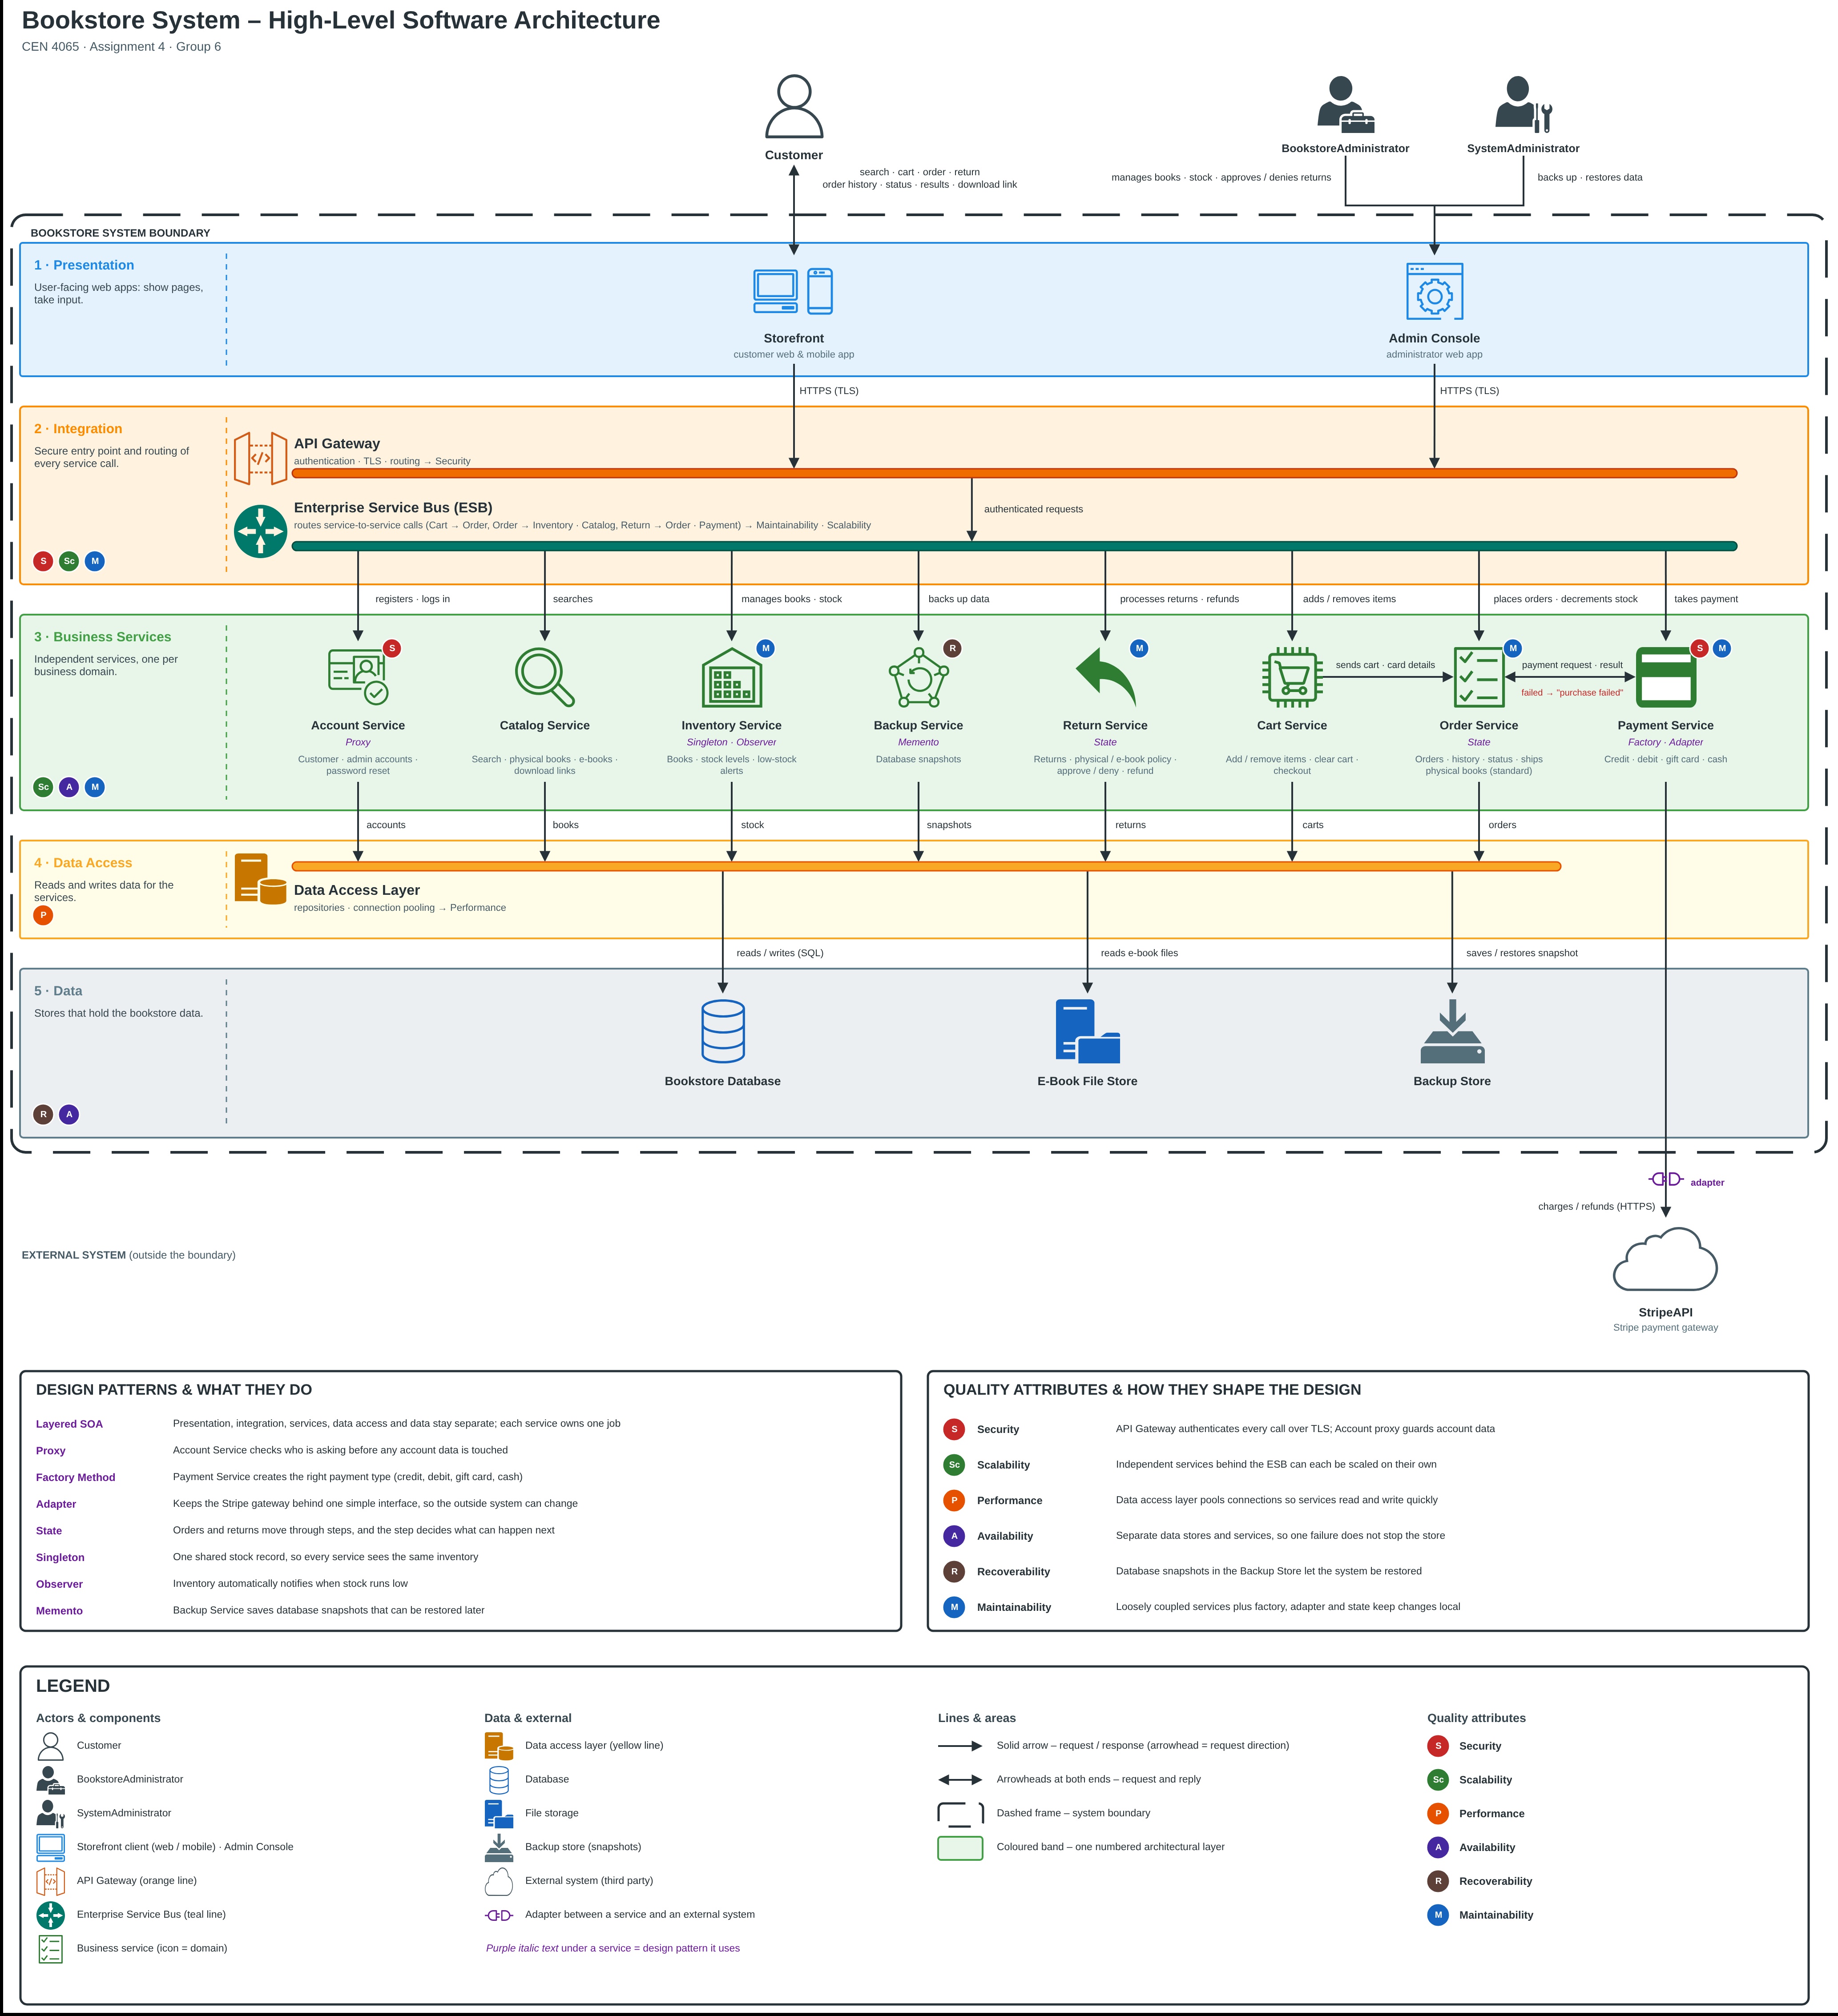 Bookstore System – High-Level Software Architecture
CEN 4065 · Assignment 4 · Group 6
Customer
BookstoreAdministrator
SystemAdministrator
search · cart · order · return
order history · status · results · download link
manages books · stock · approves / denies returns
backs up · restores data
BOOKSTORE SYSTEM BOUNDARY
1 · Presentation
User-facing web apps: show pages,
take input.
Storefront
customer web & mobile app
Admin Console
administrator web app
HTTPS (TLS)
HTTPS (TLS)
2 · Integration
Secure entry point and routing of
every service call.
API Gateway
authentication · TLS · routing → Security
Enterprise Service Bus (ESB)
routes service-to-service calls (Cart → Order, Order → Inventory · Catalog, Return → Order · Payment) → Maintainability · Scalability
authenticated requests
S
Sc
M
registers · logs in
searches
manages books · stock
backs up data
processes returns · refunds
adds / removes items
places orders · decrements stock
takes payment
3 · Business Services
Independent services, one per
business domain.
S
M
R
M
M
S
M
sends cart · card details
payment request · result
failed → "purchase failed"
Account Service
Proxy
Customer · admin accounts ·
password reset
Catalog Service
Search · physical books · e-books ·
download links
Inventory Service
Singleton · Observer
Books · stock levels · low-stock
alerts
Backup Service
Memento
Database snapshots
Return Service
State
Returns · physical / e-book policy ·
approve / deny · refund
Cart Service
Add / remove items · clear cart ·
checkout
Order Service
State
Orders · history · status · ships
physical books (standard)
Payment Service
Factory · Adapter
Credit · debit · gift card · cash
Sc
A
M
accounts
books
stock
snapshots
returns
carts
orders
4 · Data Access
Reads and writes data for the
services.
P
Data Access Layer
repositories · connection pooling → Performance
reads / writes (SQL)
reads e-book files
saves / restores snapshot
5 · Data
Stores that hold the bookstore data.
Bookstore Database
E-Book File Store
Backup Store
R
A
adapter
charges / refunds (HTTPS)
EXTERNAL SYSTEM (outside the boundary)
StripeAPI
Stripe payment gateway
DESIGN PATTERNS & WHAT THEY DO
Layered SOA Presentation, integration, services, data access and data stay separate; each service owns one job
Proxy Account Service checks who is asking before any account data is touched
Factory Method Payment Service creates the right payment type (credit, debit, gift card, cash)
Adapter Keeps the Stripe gateway behind one simple interface, so the outside system can change
State Orders and returns move through steps, and the step decides what can happen next
Singleton One shared stock record, so every service sees the same inventory
Observer Inventory automatically notifies when stock runs low
Memento Backup Service saves database snapshots that can be restored later
QUALITY ATTRIBUTES & HOW THEY SHAPE THE DESIGN
S Security API Gateway authenticates every call over TLS; Account proxy guards account data
Sc Scalability Independent services behind the ESB can each be scaled on their own
P Performance Data access layer pools connections so services read and write quickly
A Availability Separate data stores and services, so one failure does not stop the store
R Recoverability Database snapshots in the Backup Store let the system be restored
M Maintainability Loosely coupled services plus factory, adapter and state keep changes local
LEGEND
Actors & components
Customer
BookstoreAdministrator
SystemAdministrator
Storefront client (web / mobile) · Admin Console
API Gateway (orange line)
Enterprise Service Bus (teal line)
Business service (icon = domain)
Data & external
Data access layer (yellow line)
Database
File storage
Backup store (snapshots)
External system (third party)
Adapter between a service and an external system
Purple italic text under a service = design pattern it uses
Lines & areas
Solid arrow – request / response (arrowhead = request direction)
Arrowheads at both ends – request and reply
Dashed frame – system boundary
Coloured band – one numbered architectural layer
Quality attributes
S Security
Sc Scalability
P Performance
A Availability
R Recoverability
M Maintainability